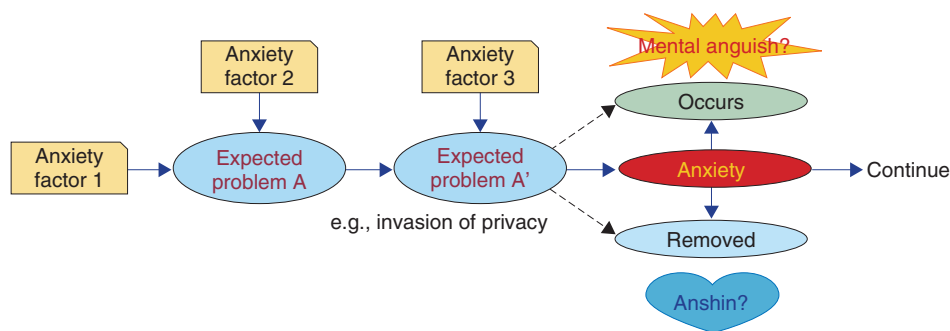 Mental anguish?
Anxiety
factor 2
Anxiety
factor 3
Occurs
Anxiety
factor 1
Expected
problem A
Expected
problem A’
Anxiety
Continue
e.g., invasion of privacy
Removed
Anshin?